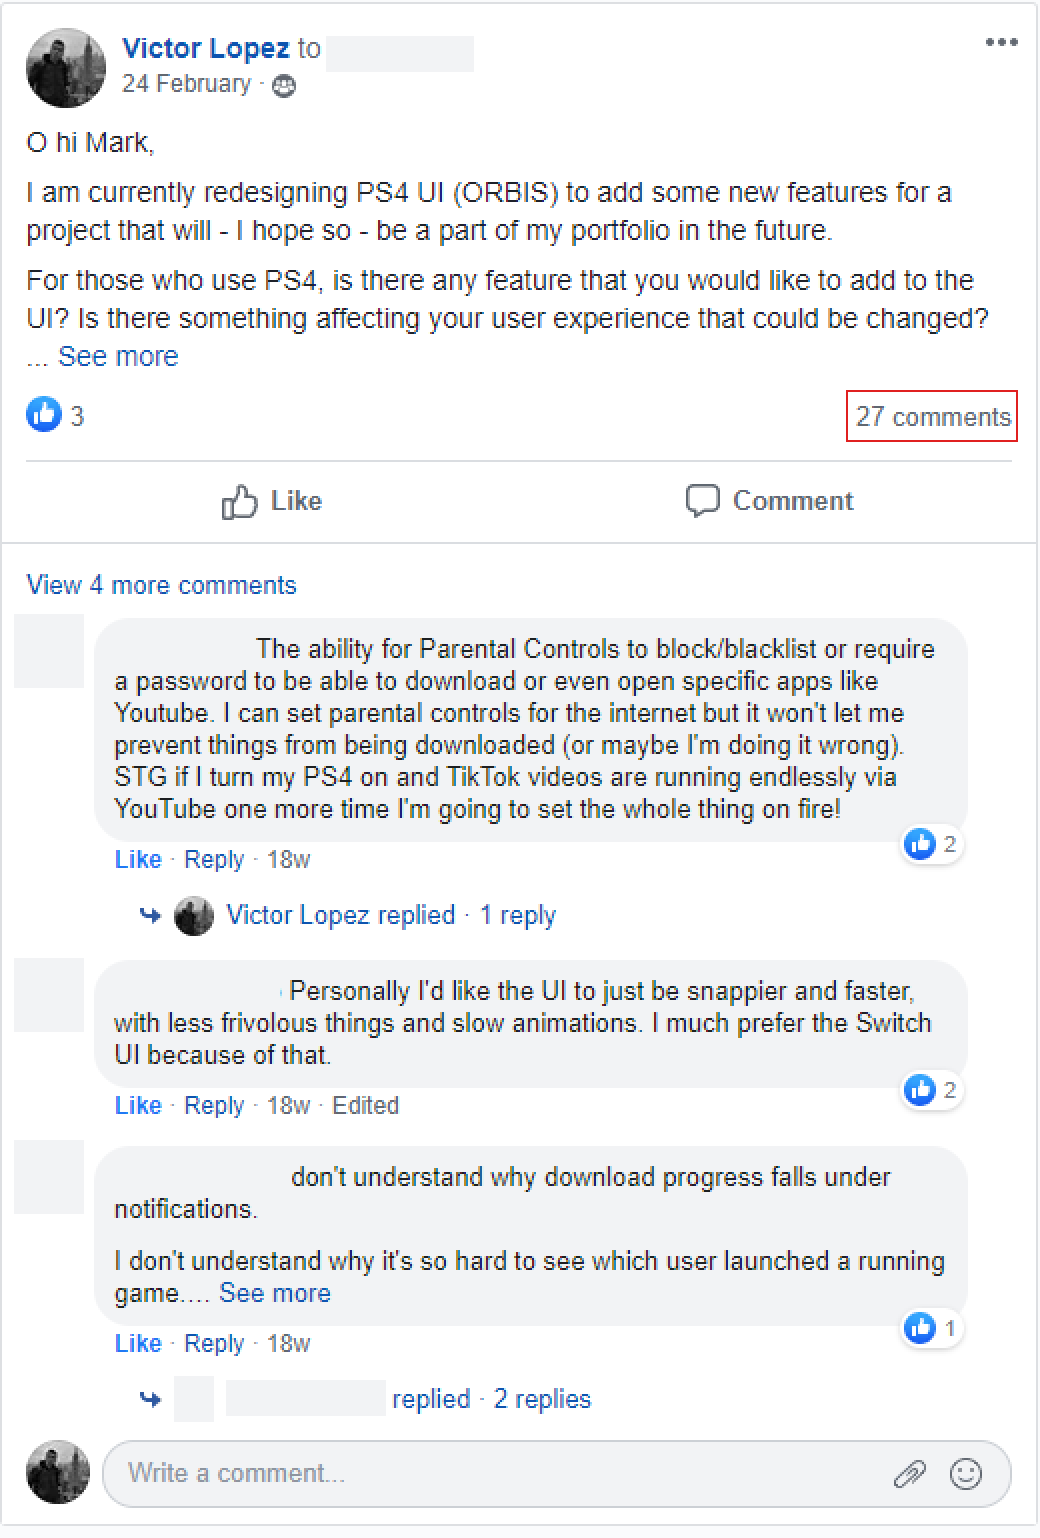 Victor Lopez to
24 February ·
O hi Mark,
I am currently redesigning PS4 UI (ORBIS) to add some new features for a
project that will - I hope so - be a part of my portfolio in the future.
For those who use PS4, is there any feature that you would like to add to the
UI? Is there something affecting your user experience that could be changed?
... See more
3
27 comments
Like
Comment
View 4 more comments
The ability for Parental Controls to block/blacklist or require
a password to be able to download or even open specific apps like
Youtube. I can set parental controls for the internet but it won't let me
prevent things from being downloaded (or maybe I'm doing it wrong).
STG if I turn my PS4 on and TikTok videos are running endlessly via
YouTube one more time I'm going to set the whole thing on fire!
2
Like · Reply · 18w
Victor Lopez replied · 1 reply
Personally I'd like the UI to just be snappier and faster,
with less frivolous things and slow animations. I much prefer the Switch
UI because of that.
2
Like · Reply · 18w · Edited
don't understand why download progress falls under
notifications.
I don't understand why it's so hard to see which user launched a running
game.... See more
1
Like · Reply · 18w
replied · 2 replies
Write a comment...